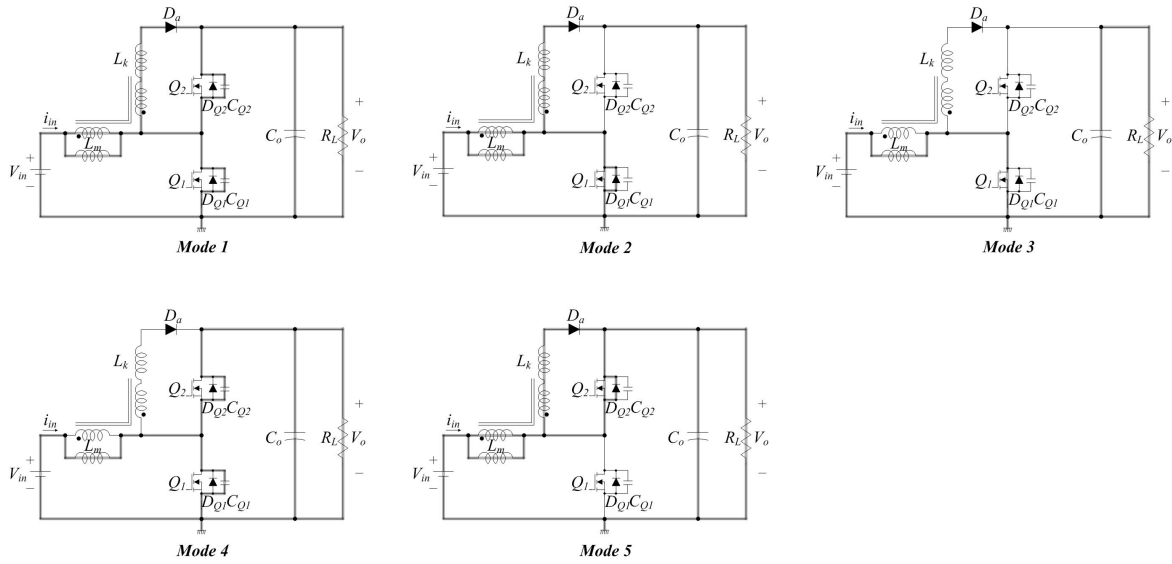 D_a
L_k
Q_2
D_Q2 C_Q2
i_in
L_m
C_o
R_L
V_o
+
−
V_in
+
−
Q_1
D_Q1 C_Q1
Mode 1
D_a
L_k
Q_2
D_Q2 C_Q2
i_in
L_m
C_o
R_L
V_o
+
−
V_in
+
−
Q_1
D_Q1 C_Q1
Mode 2
D_a
L_k
Q_2
D_Q2 C_Q2
i_in
L_m
C_o
R_L
V_o
+
−
V_in
+
−
Q_1
D_Q1 C_Q1
Mode 3
D_a
L_k
Q_2
D_Q2 C_Q2
i_in
L_m
C_o
R_L
V_o
+
−
V_in
+
−
Q_1
D_Q1 C_Q1
Mode 4
D_a
L_k
Q_2
D_Q2 C_Q2
i_in
L_m
C_o
R_L
V_o
+
−
V_in
+
−
Q_1
D_Q1 C_Q1
Mode 5